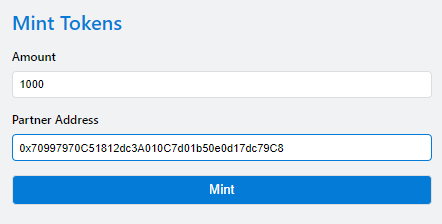 Mint Tokens
Amount
1000
Partner Address
0x70997970C51812dc3A010C7d01b50e0d17dc79C8
Mint